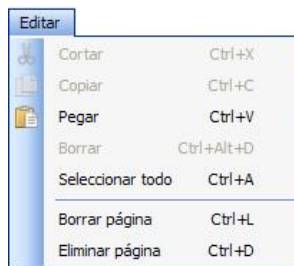 Editar
Cortar Ctrl+X
Copiar Ctrl+C
Pegar Ctrl+V
Borrar Ctrl+Alt+D
Seleccionar todo Ctrl+A
Borrar página Ctrl+L
Eliminar página Ctrl+D